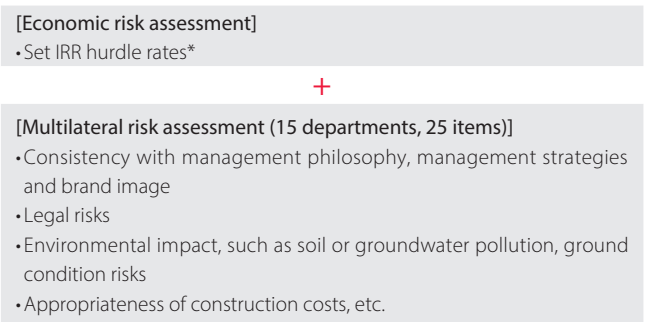 [Economic risk assessment]
・Set IRR hurdle rates*
+
[Multilateral risk assessment (15 departments, 25 items)]
・Consistency with management philosophy, management strategies
and brand image
・Legal risks
・Environmental impact, such as soil or groundwater pollution, ground
condition risks
・Appropriateness of construction costs, etc.